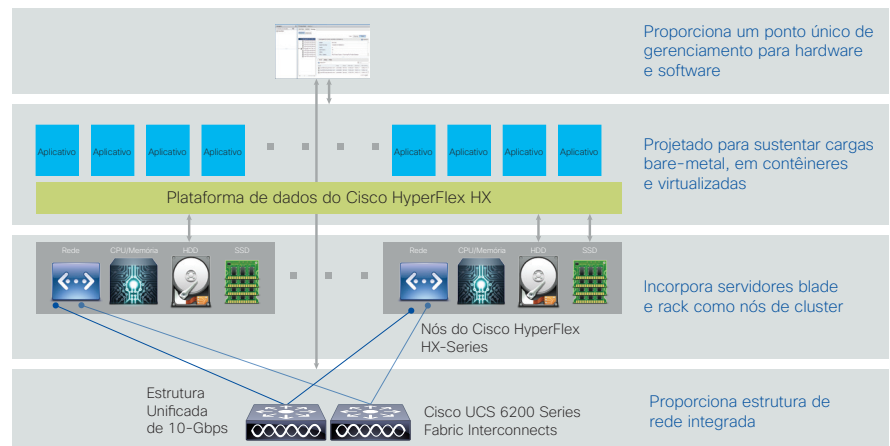 Proporciona um ponto único de
gerenciamento para hardware
e software
Aplicativo Aplicativo Aplicativo Aplicativo Aplicativo Aplicativo Aplicativo Aplicativo
Projetado para sustentar cargas
bare-metal, em contêineres
e virtualizadas
Plataforma de dados do Cisco HyperFlex HX
Rede CPU/Memória HDD SSD
Rede CPU/Memória HDD SSD
Incorpora servidores blade
e rack como nós de cluster
Nós do Cisco HyperFlex
HX-Series
Estrutura
Unificada
de 10-Gbps
Cisco UCS 6200 Series
Fabric Interconnects
Proporciona estrutura de
rede integrada